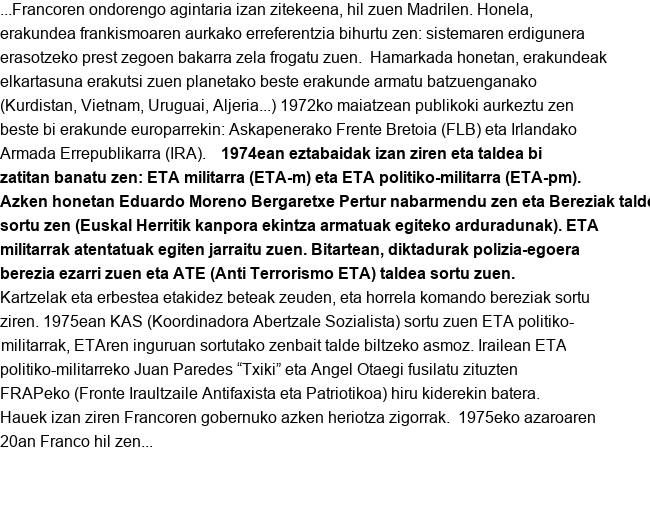 ...Francoren ondorengo agintaria izan zitekeena, hil zuen Madrilen. Honela,
erakundea frankismoaren aurkako erreferentzia bihurtu zen: sistemaren erdigunera
erasotzeko prest zegoen bakarra zela frogatu zuen.  Hamarkada honetan, erakundeak
elkartasuna erakutsi zuen planetako beste erakunde armatu batzuenganako
(Kurdistan, Vietnam, Uruguai, Aljeria...) 1972ko maiatzean publikoki aurkeztu zen
beste bi erakunde europarrekin: Askapenerako Frente Bretoia (FLB) eta Irlandako
Armada Errepublikarra (IRA).   1974ean eztabaidak izan ziren eta taldea bi
zatitan banatu zen: ETA militarra (ETA-m) eta ETA politiko-militarra (ETA-pm).
Azken honetan Eduardo Moreno Bergaretxe Pertur nabarmendu zen eta Bereziak tald
sortu zen (Euskal Herritik kanpora ekintza armatuak egiteko arduradunak). ETA
militarrak atentatuak egiten jarraitu zuen. Bitartean, diktadurak polizia-egoera
berezia ezarri zuen eta ATE (Anti Terrorismo ETA) taldea sortu zuen.
Kartzelak eta erbestea etakidez beteak zeuden, eta horrela komando bereziak sortu
ziren. 1975ean KAS (Koordinadora Abertzale Sozialista) sortu zuen ETA politiko-
militarrak, ETAren inguruan sortutako zenbait talde biltzeko asmoz. Irailean ETA
politiko-militarreko Juan Paredes “Txiki” eta Angel Otaegi fusilatu zituzten
FRAPeko (Fronte Iraultzaile Antifaxista eta Patriotikoa) hiru kiderekin batera.
Hauek izan ziren Francoren gobernuko azken heriotza zigorrak.  1975eko azaroaren
20an Franco hil zen...